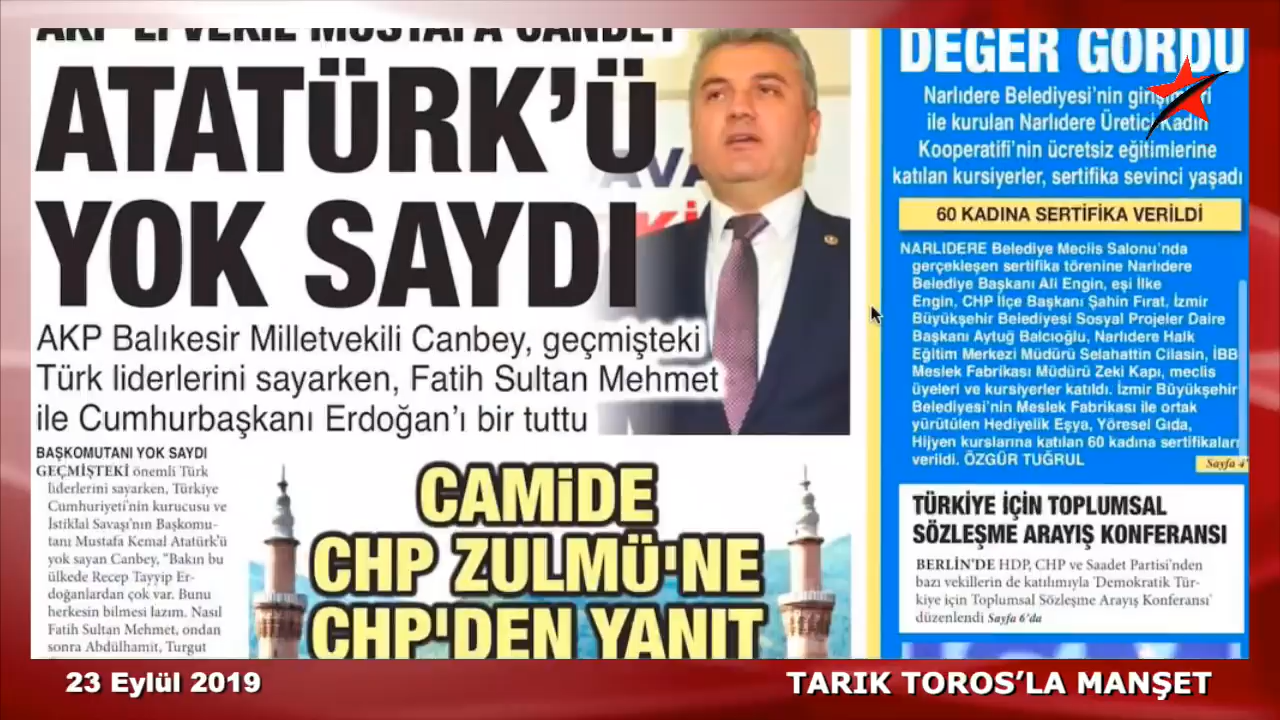 AKP'Lİ VEKİL MUSTAFA CANBEY
ATATÜRK'Ü
YOK SAYDI
AKP Balıkesir Milletvekili Canbey, geçmişteki
Türk liderlerini sayarken, Fatih Sultan Mehmet
ile Cumhurbaşkanı Erdoğan'ı bir tuttu
BAŞKOMUTANI YOK SAYDI
GEÇMİŞTEKİ önemli Türk
liderlerini sayarken, Türkiye
Cumhuriyeti'nin kurucusu ve
İstiklal Savaşı'nın Başkomu-
tanı Mustafa Kemal Atatürk'ü
yok sayan Canbey, "Bakın bu
ülkede Recep Tayyip Er-
doğanlardan çok var. Bunu
herkesin bilmesi lazım. Nasıl
Fatih Sultan Mehmet, ondan
sonra Abdülhamit, Turgut
CAMiDE
CHP ZULMÜ'NE
CHP'DEN YANIT
DEĞER GÖRDÜ
Narlıdere Belediyesi'nin girişimleri
ile kurulan Narlıdere Üretici Kadın
Kooperatifi'nin ücretsiz eğitimlerine
katılan kursiyerler, sertifika sevinci yaşadı
60 KADINA SERTİFİKA VERİLDİ
NARLIDERE Belediye Meclis Salonu'nda
gerçekleşen sertifika törenine Narlıdere
Belediye Başkanı Ali Engin, eşi İlke
Engin, CHP İlçe Başkanı Şahin Fırat, İzmir
Büyükşehir Belediyesi Sosyal Projeler Daire
Başkanı Aytuğ Balcıoğlu, Narlıdere Halk
Eğitim Merkezi Müdürü Selahattin Cilasin, İBB
Meslek Fabrikası Müdürü Zeki Kapı, meclis
üyeleri ve kursiyerler katıldı. İzmir Büyükşehir
Belediyesi'nin Meslek Fabrikası ile ortak
yürütülen Hediyelik Eşya, Yöresel Gıda,
Hijyen kurslarına katılan 60 kadına sertifikaları
verildi. ÖZGÜR TUĞRUL
Sayfa 4'
TÜRKİYE İÇİN TOPLUMSAL
SÖZLEŞME ARAYIŞ KONFERANSI
BERLİN'DE HDP, CHP ve Saadet Partisi'nden
bazı vekillerin de katılımıyla 'Demokratik Tür-
kiye için Toplumsal Sözleşme Arayış Konferansı'
düzenlendi Sayfa 6'da
23 Eylül 2019
TARIK TOROS'LA MANŞET